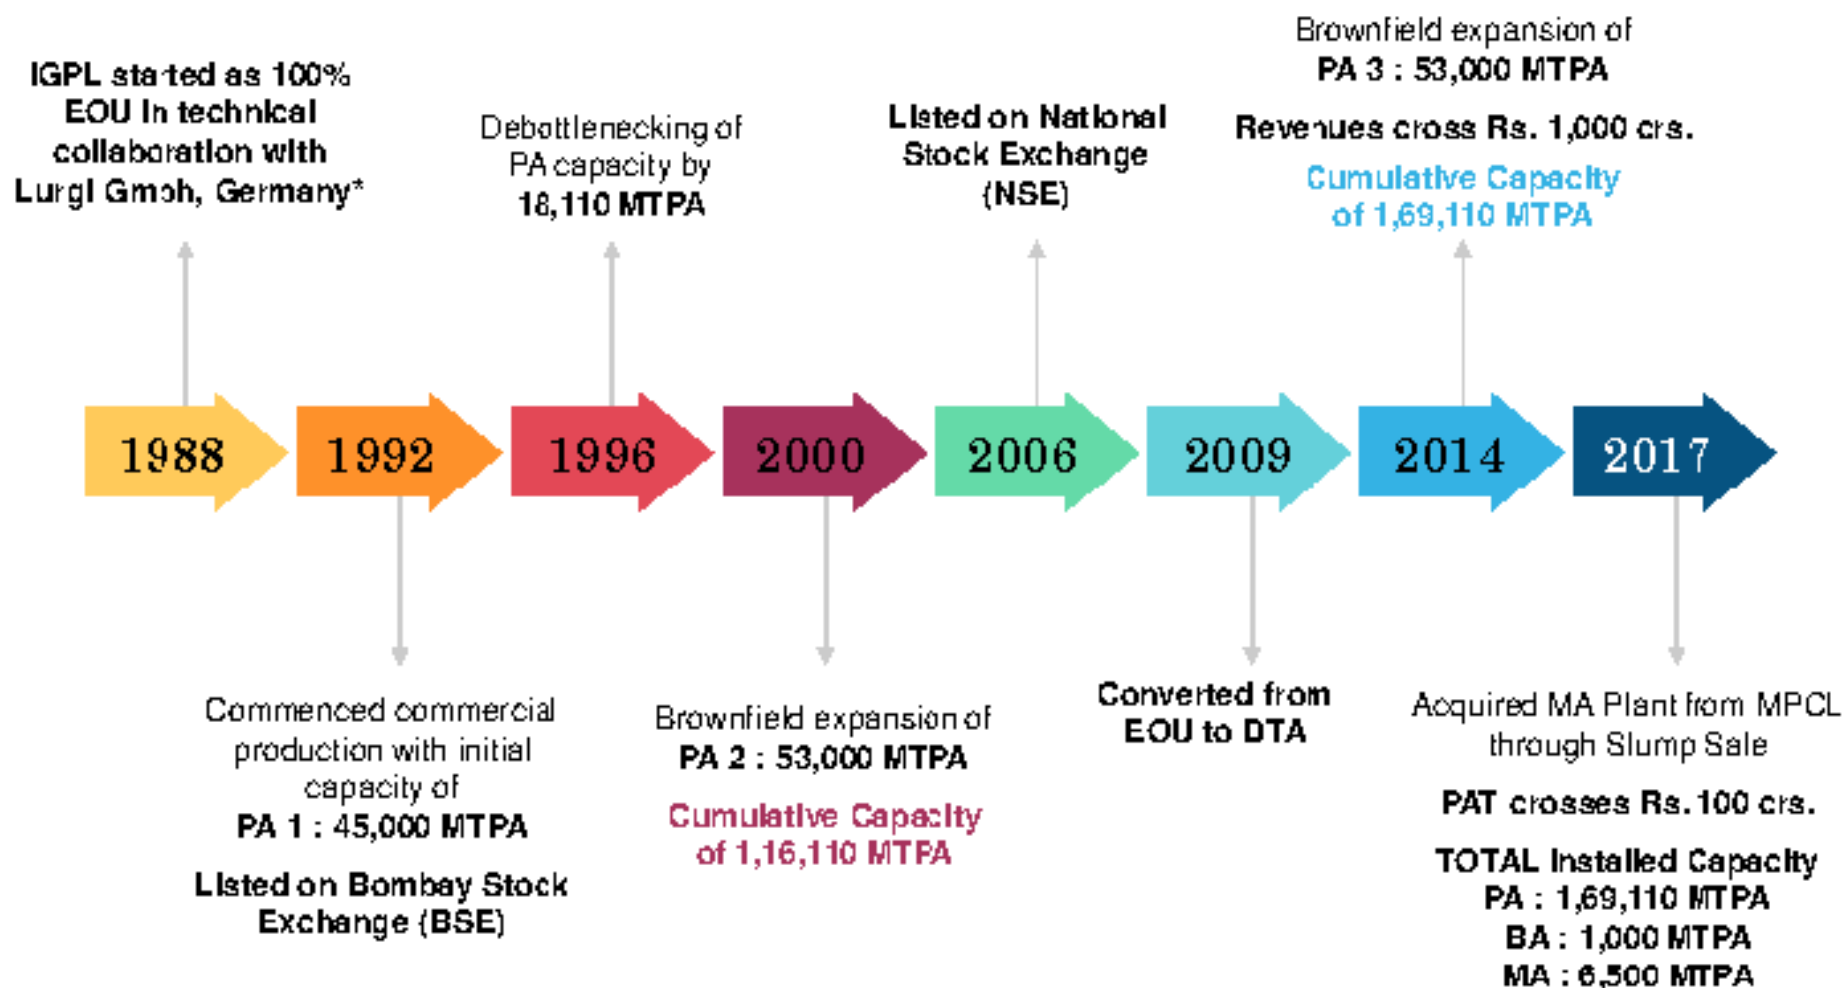 IGPL started as 100%
EOU in technical
collaboration with
Lurgi Gmbh, Germany*
Debottlenecking of
PA capacity by
18,110 MTPA
Listed on National
Stock Exchange
(NSE)
Brownfield expansion of
PA 3 : 53,000 MTPA
Revenues cross Rs. 1,000 crs.
Cumulative Capacity
of 1,69,110 MTPA
1988
1992
1996
2000
2006
2009
2014
2017
Commenced commercial
production with initial
capacity of
PA 1 : 45,000 MTPA
Listed on Bombay Stock
Exchange (BSE)
Brownfield expansion of
PA 2 : 53,000 MTPA
Cumulative Capacity
of 1,16,110 MTPA
Converted from
EOU to DTA
Acquired MA Plant from MPCL
through Slump Sale
PAT crosses Rs. 100 crs.
TOTAL Installed Capacity
PA : 1,69,110 MTPA
BA : 1,000 MTPA
MA : 6,500 MTPA